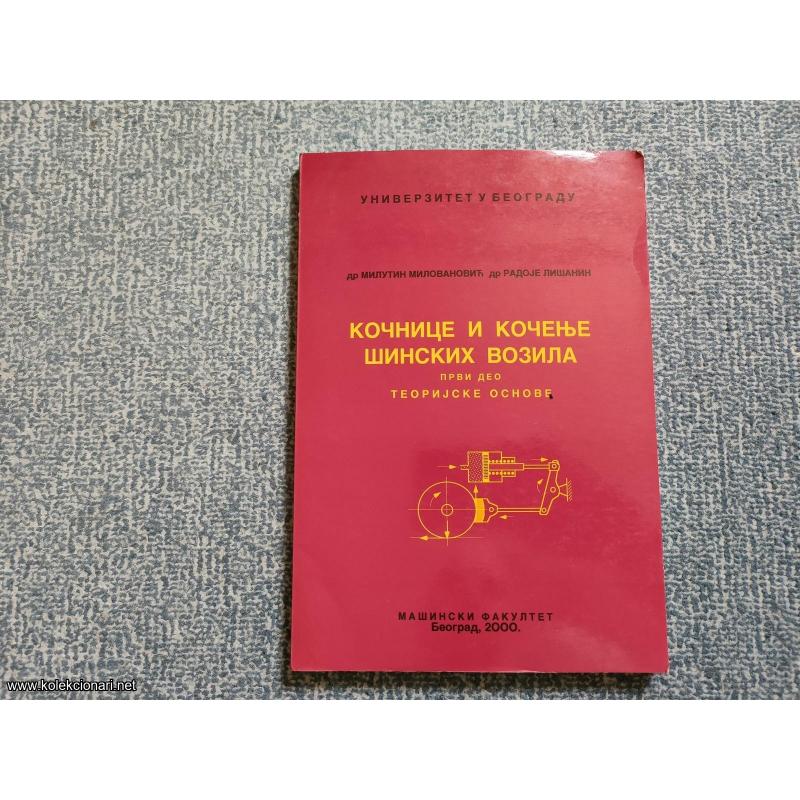 УНИВЕРЗИТЕТ У БЕОГРАДУ
др МИЛУТИН МИЛОВАНОВИЋ др РАДОЈЕ ЛИШАНИН
КОЧНИЦЕ И КОЧЕЊЕ
ШИНСКИХ ВОЗИЛА
ПРВИ ДЕО
ТЕОРИЈСКЕ ОСНОВЕ
МАШИНСКИ ФАКУЛТЕТ
Београд, 2000.
www.kolekcionari.net